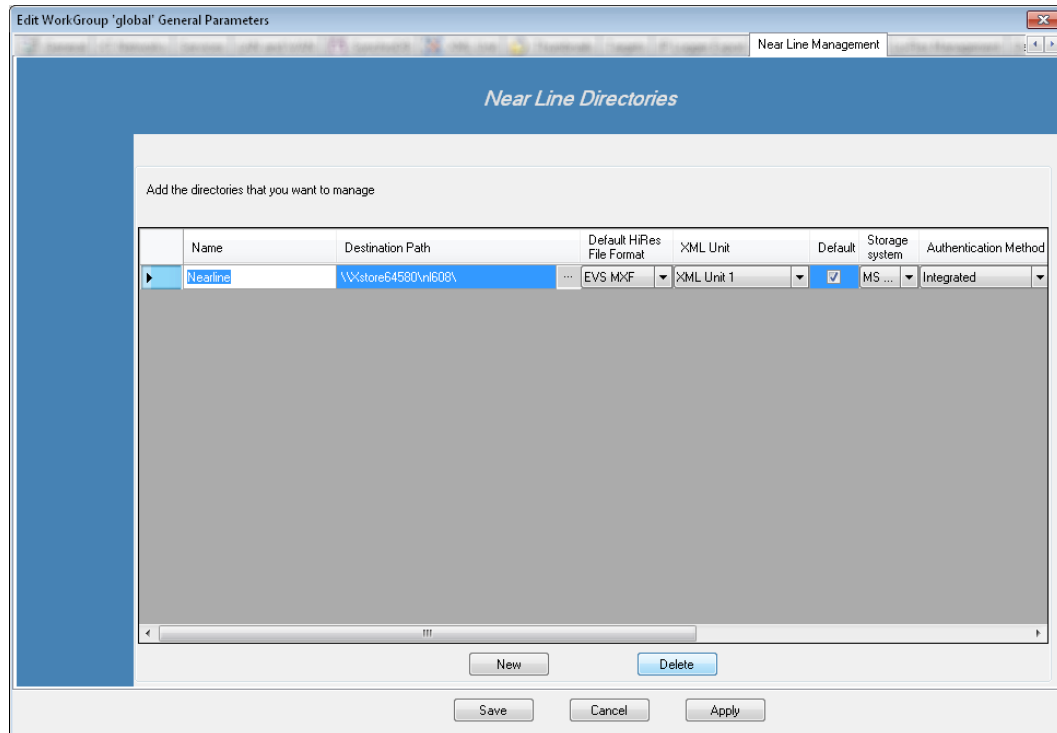 Edit WorkGroup 'global' General Parameters
Near Line Management
Near Line Directories
Add the directories that you want to manage
Name Destination Path Default HiRes File Format XML Unit Default Storage system Authentication Method
Nearline \\Xstore64580\nl608\ ... EVS MXF XML Unit 1 MS ... Integrated
New Delete
Save Cancel Apply